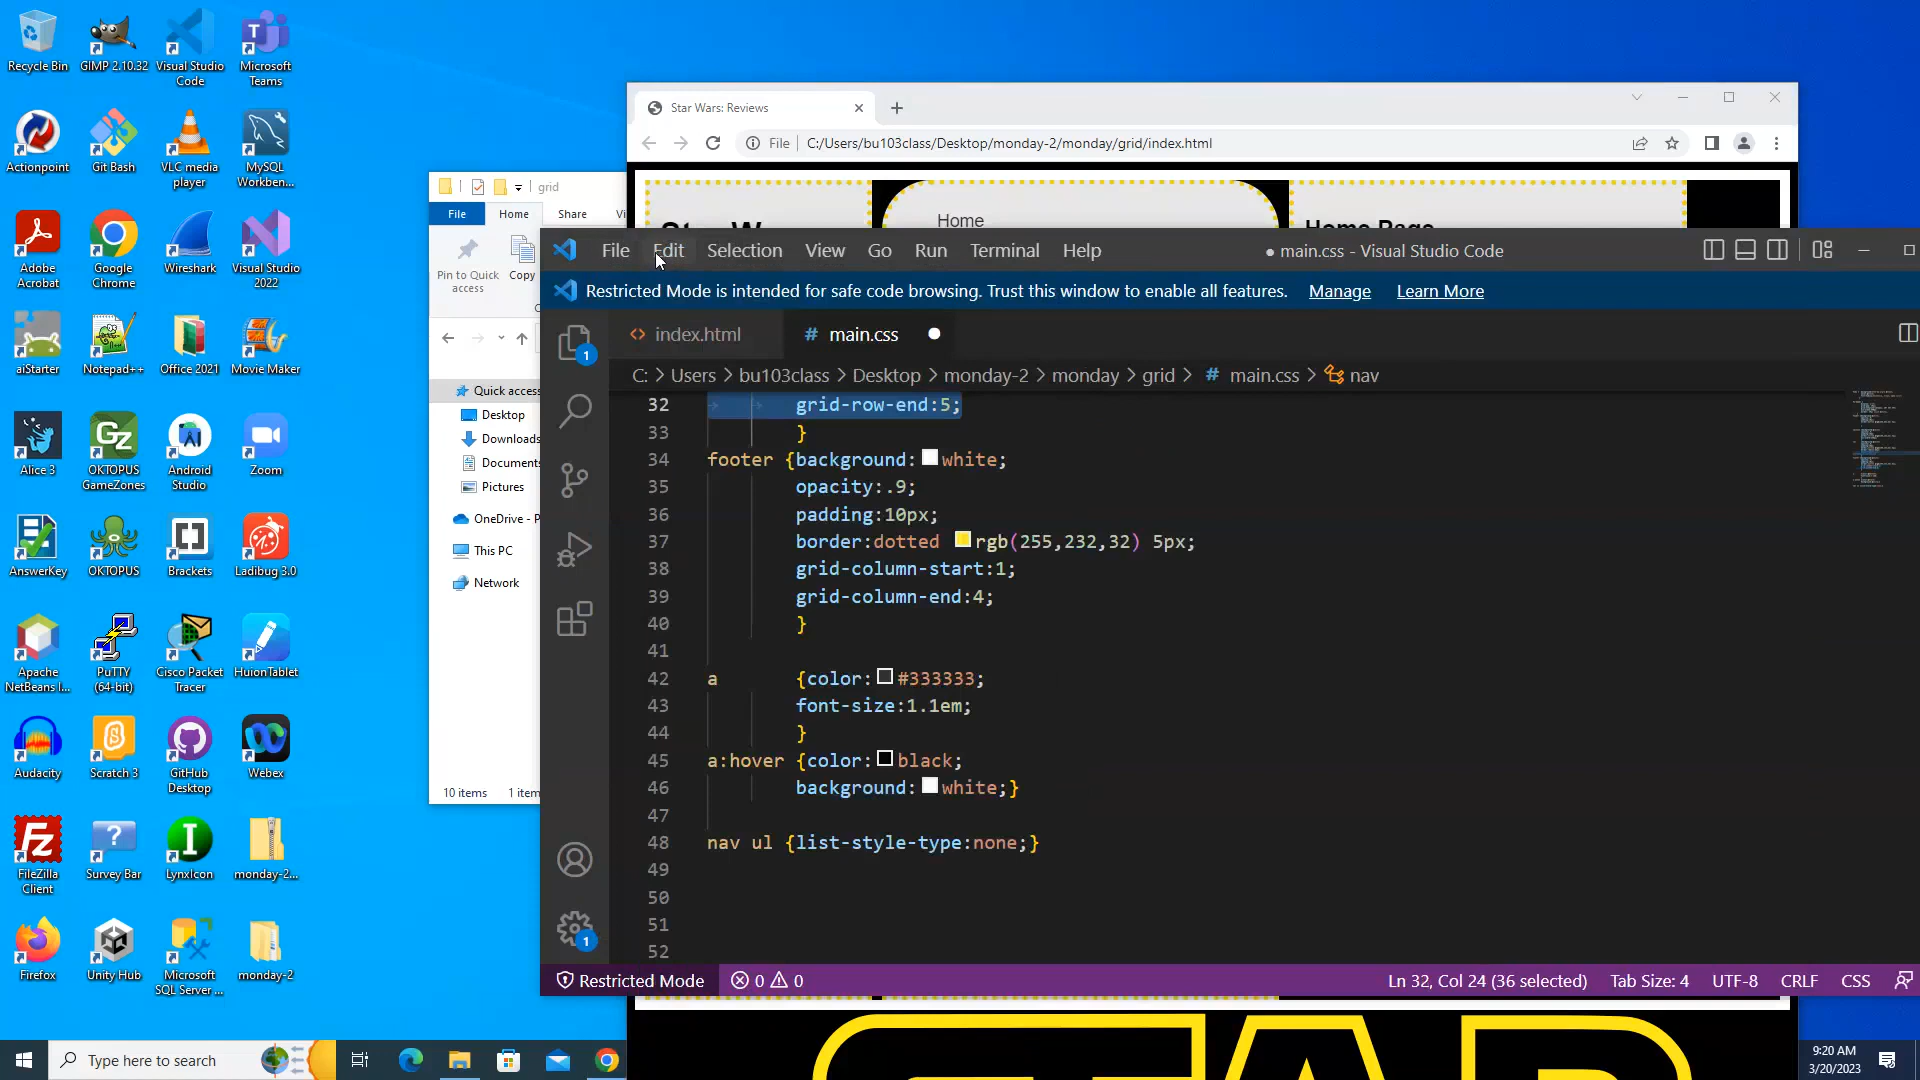 Recycle Bin
GIMP 2.10.32
Visual Studio
Code
Microsoft
Teams
Actionpoint
Git Bash
VLC media
player
MySQL
Workben...
Adobe
Acrobat
Google
Chrome
Wireshark
Visual Studio
2022
aiStarter
Notepad++
Office 2021
Movie Maker
Alice 3
OKTOPUS
GameZones
Android
Studio
Zoom
AnswerKey
OKTOPUS
Brackets
Ladibug 3.0
Apache
NetBeans I...
PuTTY
(64-bit)
Cisco Packet
Tracer
HuionTablet
Audacity
Scratch 3
GitHub
Desktop
Webex
FileZilla
Client
Survey Bar
LynxIcon
monday-2...
Firefox
Unity Hub
Microsoft
SQL Server ...
monday-2
grid
File Home Share
Pin to Quick
access
Copy
Quick access
Desktop
Downloads
Documents
Pictures
OneDrive - P
This PC
Network
10 items 1 item
Star Wars: Reviews
File C:/Users/bu103class/Desktop/monday-2/monday/grid/index.html
Home
Home Page
File Edit Selection View Go Run Terminal Help
● main.css - Visual Studio Code
Restricted Mode is intended for safe code browsing. Trust this window to enable all features. Manage Learn More
<> index.html
# main.css
C: > Users > bu103class > Desktop > monday-2 > monday > grid > # main.css > nav
1
32 grid-row-end:5;
33 }
34 footer {background: white;
35 opacity:.9;
36 padding:10px;
37 border:dotted rgb(255,232,32) 5px;
38 grid-column-start:1;
39 grid-column-end:4;
40 }
41
42 a {color: #333333;
43 font-size:1.1em;
44 }
45 a:hover {color: black;
46 background: white;}
47
48 nav ul {list-style-type:none;}
49
50
51
52
1
Restricted Mode 0 0
Ln 32, Col 24 (36 selected) Tab Size: 4 UTF-8 CRLF CSS
Type here to search
9:20 AM
3/20/2023